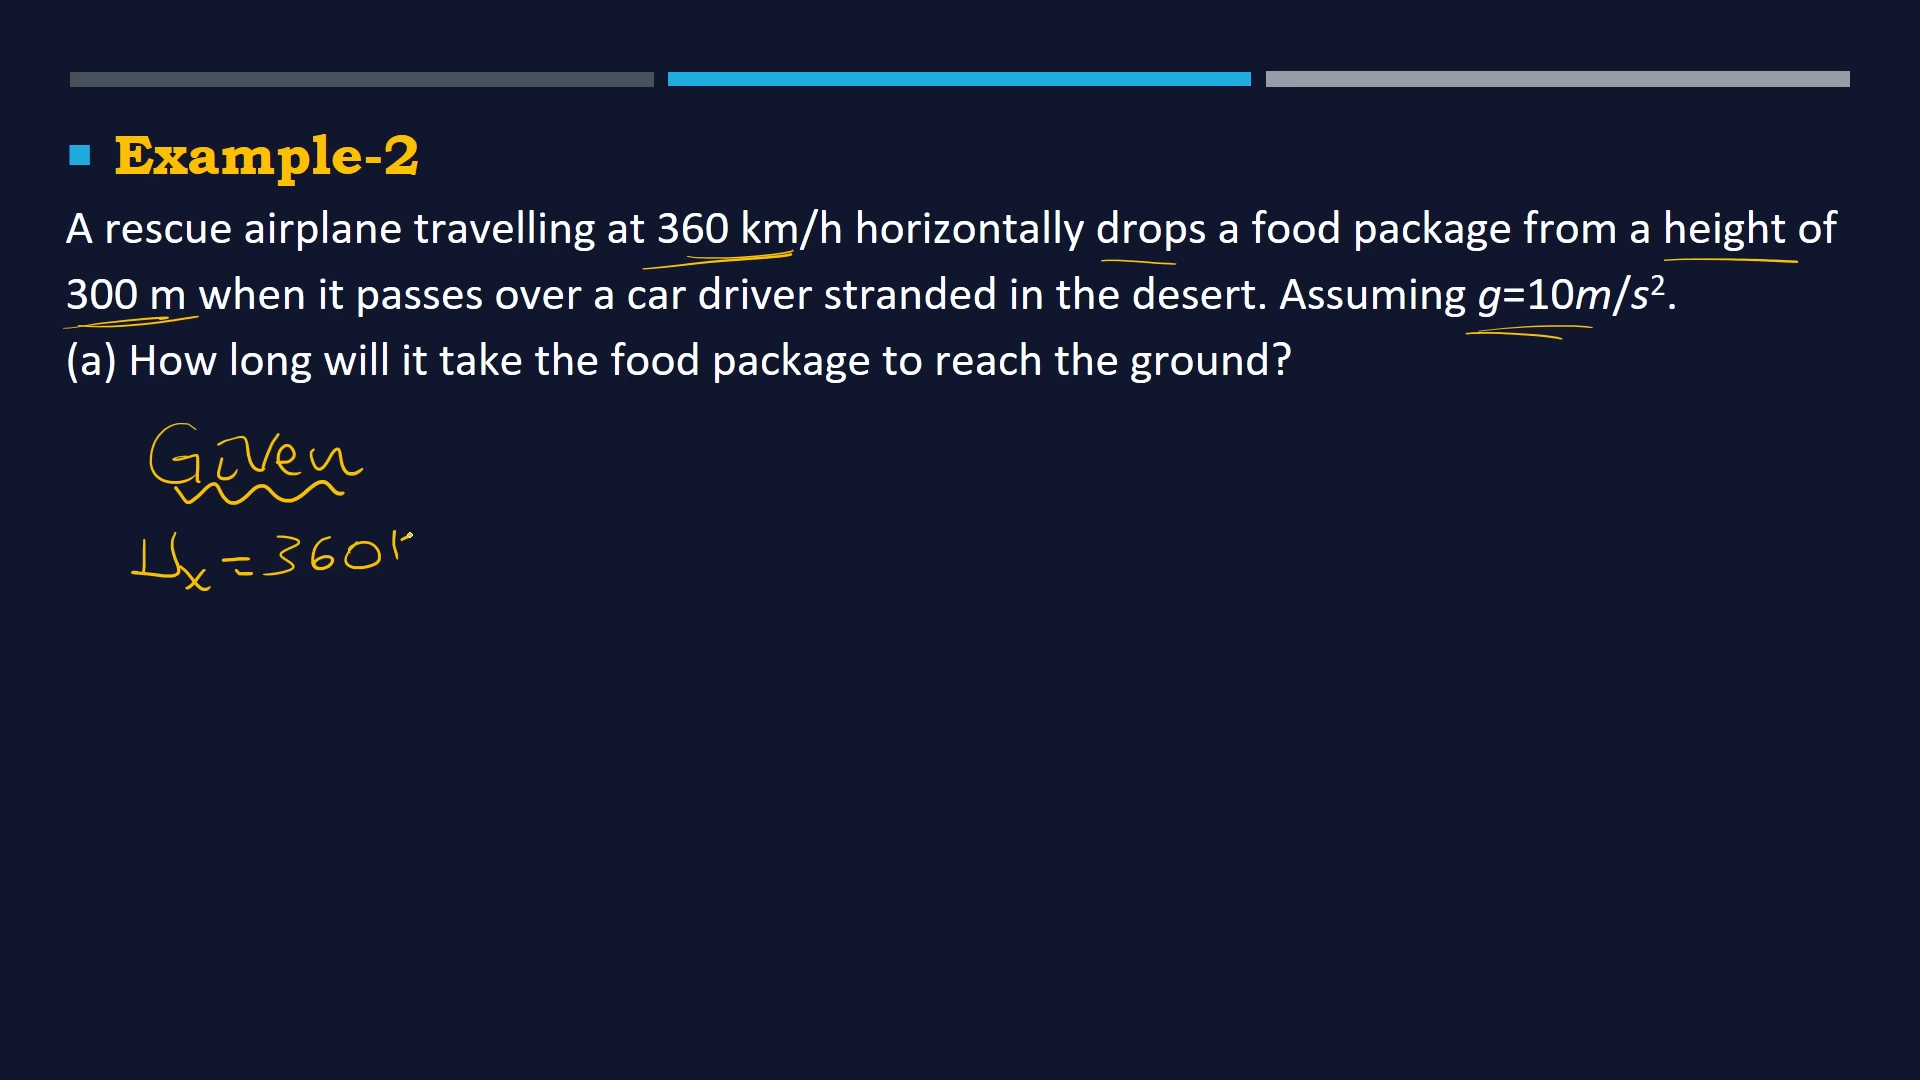 Example-2
A rescue airplane travelling at 360 km/h horizontally drops a food package from a height of
300 m when it passes over a car driver stranded in the desert. Assuming g=10m/s².
(a) How long will it take the food package to reach the ground?
Given
=360